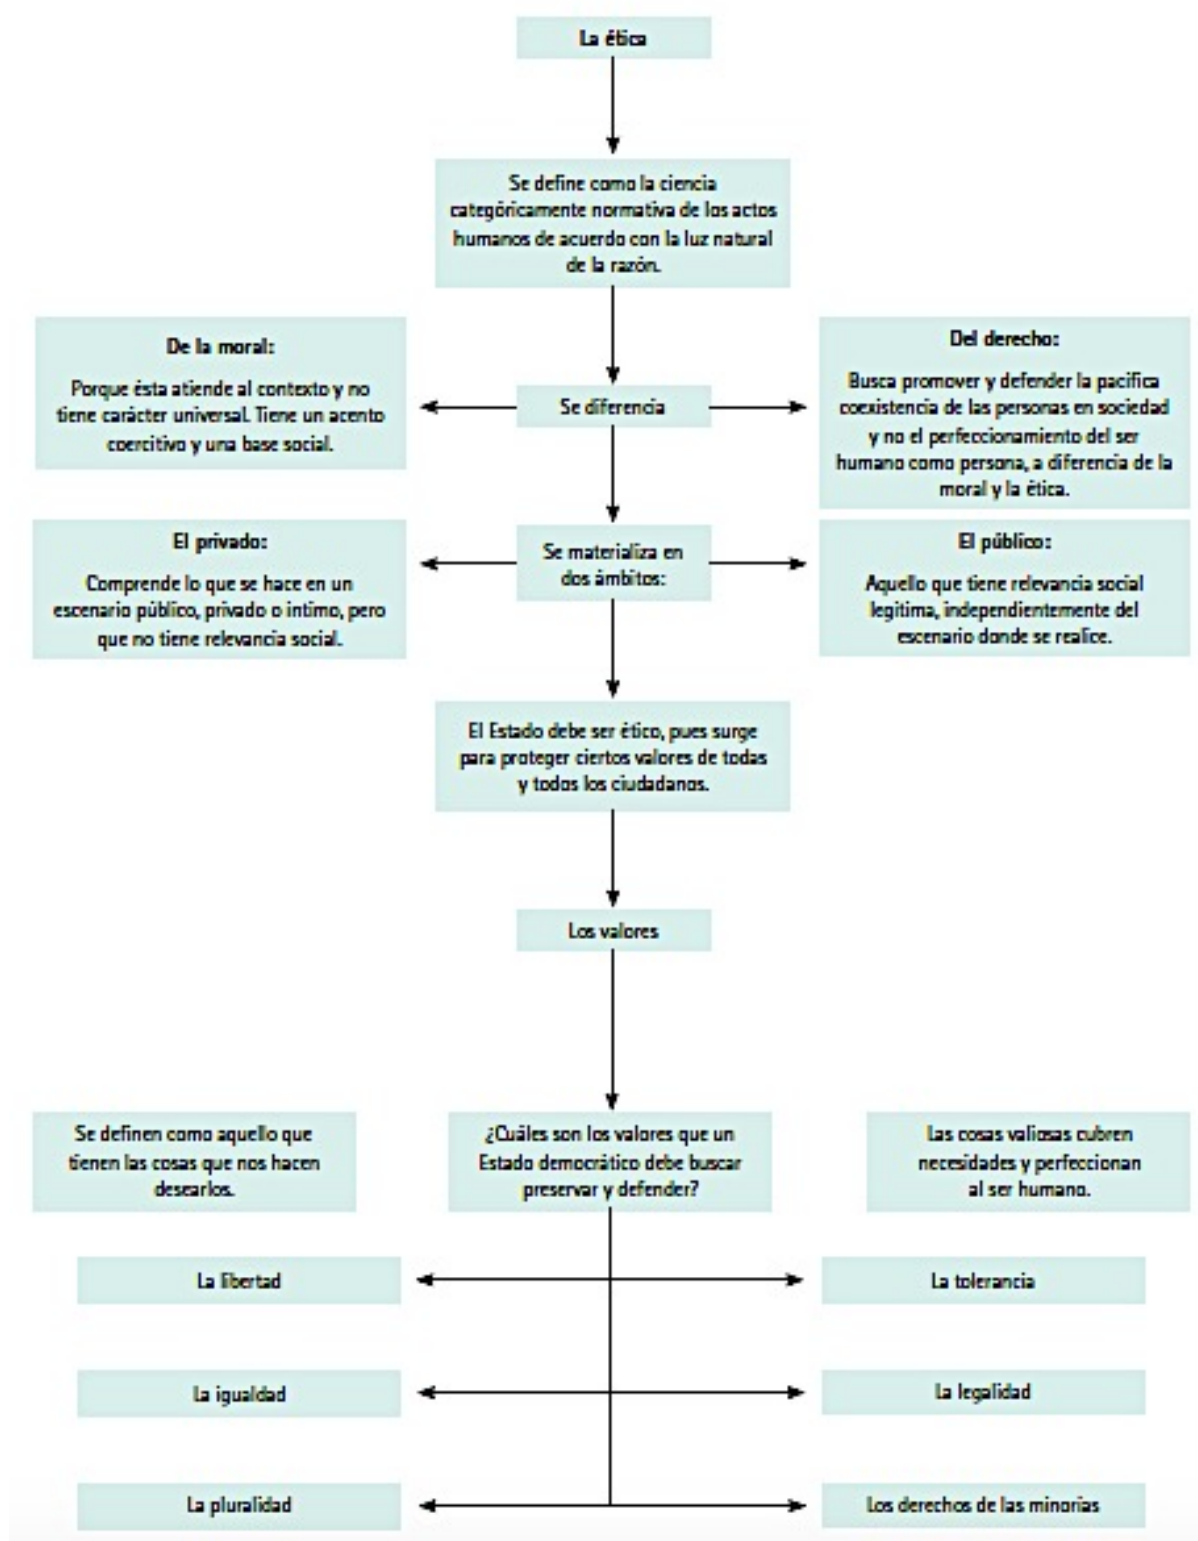 La ética
Se define como la ciencia
categóricamente normativa de los actos
humanos de acuerdo con la luz natural
de la razón.
De la moral:
Porque ésta atiende al contexto y no
tiene carácter universal. Tiene un acento
coercitivo y una base social.
Se diferencia
Del derecho:
Busca promover y defender la pacífica
coexistencia de las personas en sociedad
y no el perfeccionamiento del ser
humano como persona, a diferencia de la
moral y la ética.
El privado:
Comprende lo que se hace en un
escenario público, privado o íntimo, pero
que no tiene relevancia social.
Se materializa en
dos ámbitos:
El público:
Aquello que tiene relevancia social
legítima, independientemente del
escenario donde se realice.
El Estado debe ser ético, pues surge
para proteger ciertos valores de todas
y todos los ciudadanos.
Los valores
Se definen como aquello que
tienen las cosas que nos hacen
desearlos.
¿Cuáles son los valores que un
Estado democrático debe buscar
preservar y defender?
Las cosas valiosas cubren
necesidades y perfeccionan
al ser humano.
La libertad
La tolerancia
La igualdad
La legalidad
La pluralidad
Los derechos de las minorías